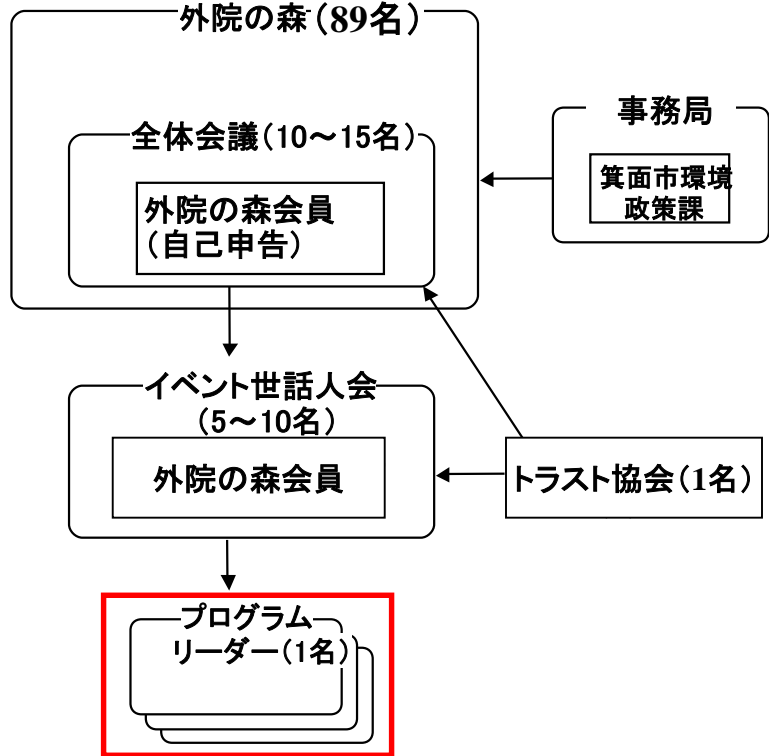 外院の森(89名)
全体会議(10～15名)
外院の森会員
(自己申告)
事務局
箕面市環境
政策課
イベント世話人会
(5～10名)
外院の森会員
トラスト協会(1名)
プログラム
リーダー(1名)